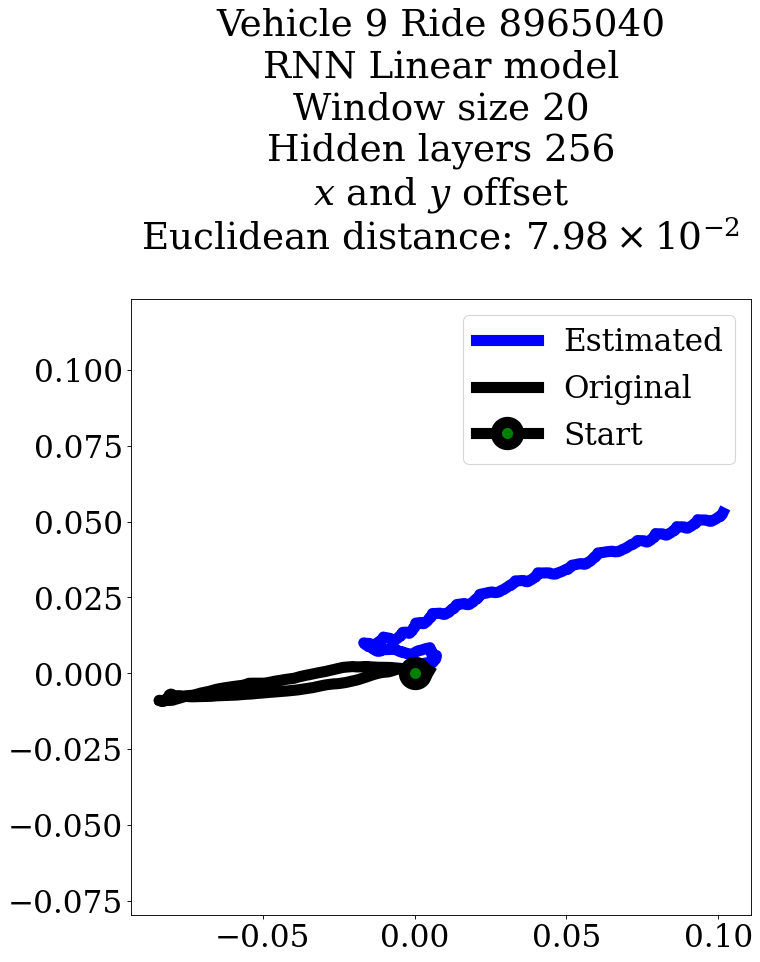 Vehicle 9 Ride 8965040
RNN Linear model
Window size 20
Hidden layers 256
x and y offset
Euclidean distance: 7.98 × 10⁻²
Estimated
Original
Start
0.100
0.075
0.050
0.025
0.000
−0.025
−0.050
−0.075
−0.05 0.00 0.05 0.10